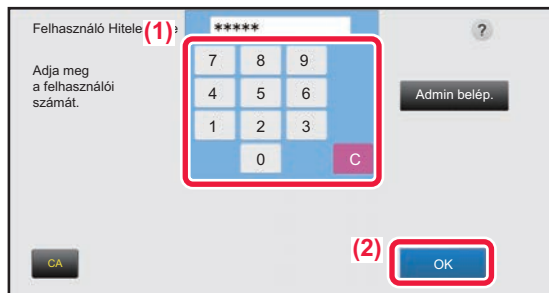 Felhasználó Hitele
(1)
*****
?
Adja meg
a felhasználói
számát.
7 8 9
4 5 6
1 2 3
0 C
Admin belép.
CA
(2)
OK